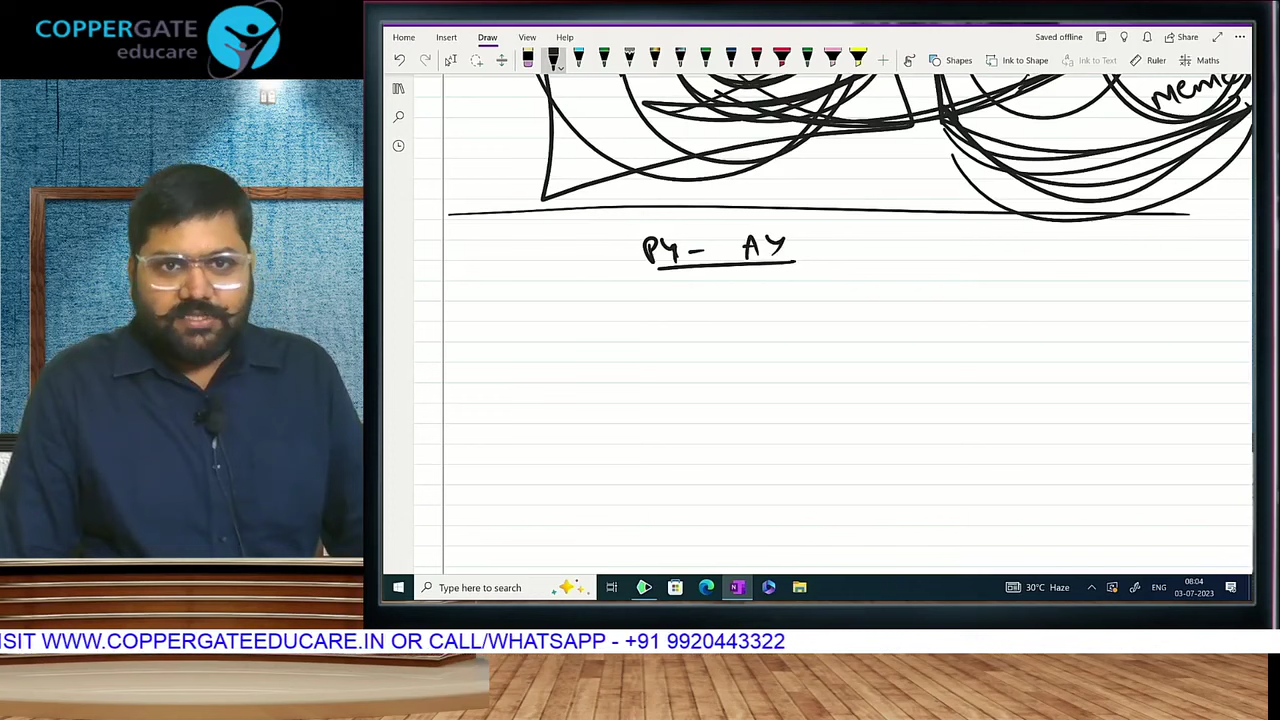 COPPERGATE
educare
Home Insert Draw View Help
Saved offline Share
Shapes Ink to Shape Ink to Text Ruler Maths
PY - AY
Type here to search
30°C Haze
ENG
08:04
03-07-2023
ISIT WWW.COPPERGATEEDUCARE.IN OR CALL/WHATSAPP - +91 9920443322